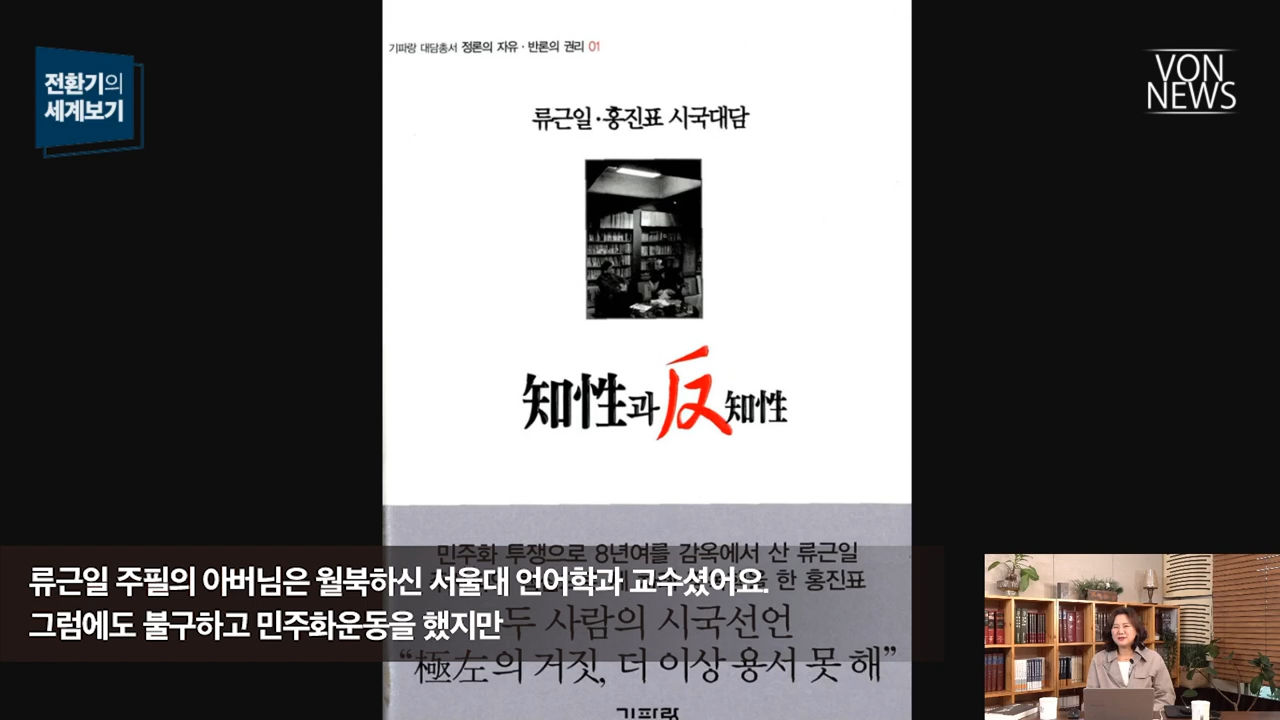 기파랑 대담총서 정론의 자유·반론의 권리 01
전환기의
세계보기
VON
NEWS
류근일·홍진표 시국대담
知性과反知性
민주화 투쟁으로 8년여를 감옥에서 산 류근일
한 홍진표
류근일 주필의 아버님은 월북하신 서울대 언어학과 교수셨어요.
그럼에도 불구하고 민주화운동을 했지만
두 사람의 시국선언
“極左의 거짓, 더 이상 용서 못 해”
기파랑